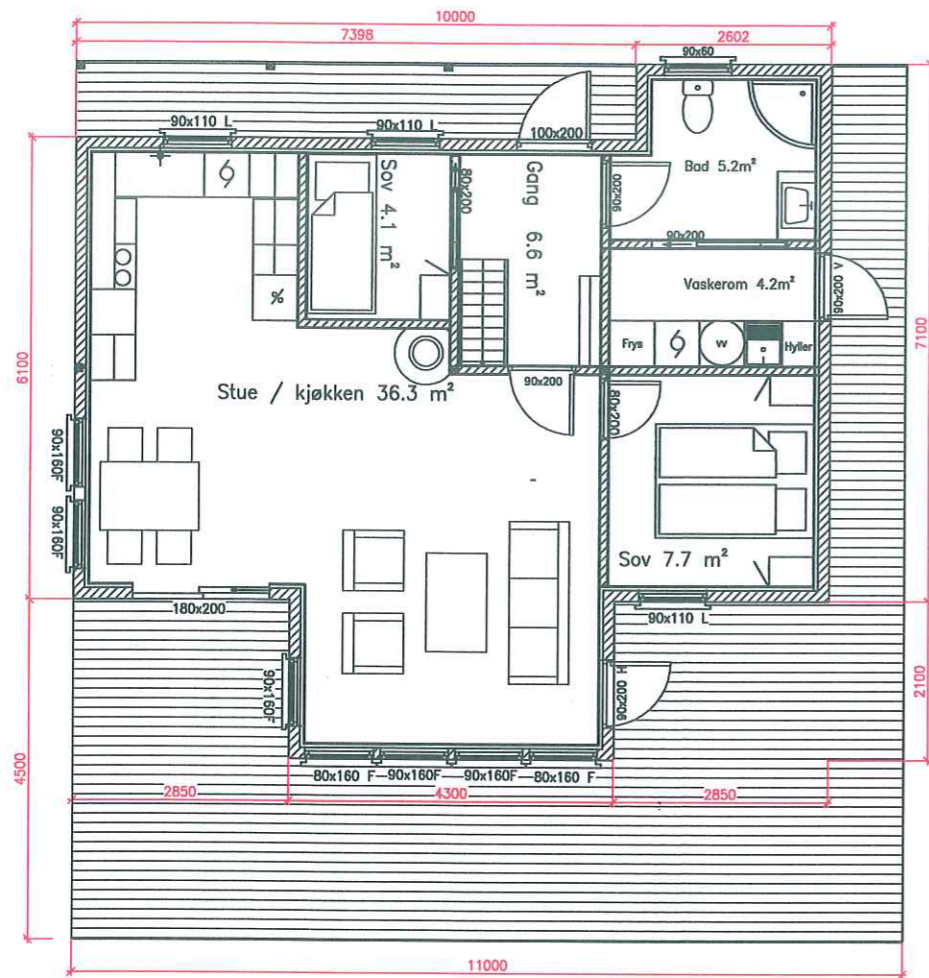 10000
7398
2602
90x60
90x110 L
90x110 L
100x200
Bad 5.2m²
90x200
90x200
Sov 4.1 m²
80x200
Gang 6.6 m²
Vaskerom 4.2m²
90x200 V
7100
6100
%
Frys
VV
Hyller
90x200
80x200
Stue / kjøkken 36.3 m²
90x160F
90x160F
Sov 7.7 m²
180x200
90x110 L
90x160F
90x200 H
2100
80x160 F
90x160F
90x160F
80x160 F
4500
2850
4300
2850
11000